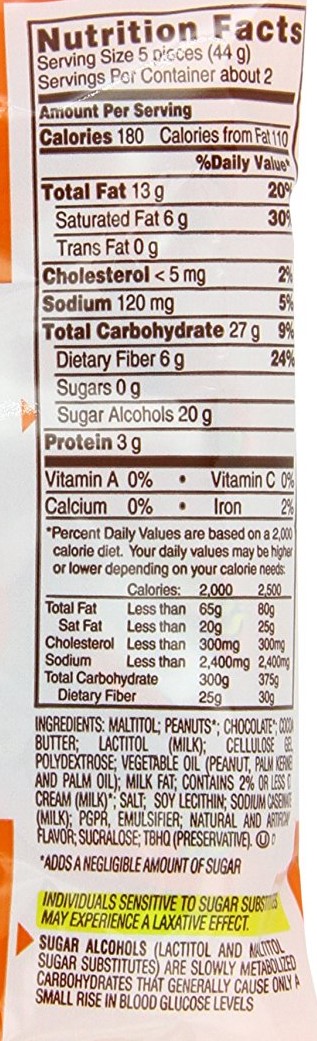 Nutrition Facts
Serving Size 5 pieces (44 g)
Servings Per Container about 2
Amount Per Serving
Calories 180 Calories from Fat 110
%Daily Value*
Total Fat 13 g 20%
Saturated Fat 6 g 30%
Trans Fat 0 g
Cholesterol < 5 mg 2%
Sodium 120 mg 5%
Total Carbohydrate 27 g 9%
Dietary Fiber 6 g 24%
Sugars 0 g
Sugar Alcohols 20 g
Protein 3 g
Vitamin A 0% • Vitamin C 0%
Calcium 0% • Iron 2%
*Percent Daily Values are based on a 2,000
calorie diet. Your daily values may be higher
or lower depending on your calorie needs:
Calories: 2,000 2,500
Total Fat Less than 65g 80g
Sat Fat Less than 20g 25g
Cholesterol Less than 300mg 300mg
Sodium Less than 2,400mg 2,400mg
Total Carbohydrate 300g 375g
Dietary Fiber 25g 30g
INGREDIENTS: MALTITOL; PEANUTS*; CHOCOLATE*; COCOA
BUTTER; LACTITOL (MILK); CELLULOSE GEL
POLYDEXTROSE; VEGETABLE OIL (PEANUT, PALM KERNEL
AND PALM OIL); MILK FAT; CONTAINS 2% OR LESS O
CREAM (MILK)*; SALT; SOY LECITHIN; SODIUM CASEINATE
(MILK); PGPR, EMULSIFIER; NATURAL AND ARTIFICIAL
FLAVOR; SUCRALOSE; TBHQ (PRESERVATIVE). U D
*ADDS A NEGLIGIBLE AMOUNT OF SUGAR
INDIVIDUALS SENSITIVE TO SUGAR SUBSTITUTES
MAY EXPERIENCE A LAXATIVE EFFECT.
SUGAR ALCOHOLS (LACTITOL AND MALTITOL
SUGAR SUBSTITUTES) ARE SLOWLY METABOLIZED
CARBOHYDRATES THAT GENERALLY CAUSE ONLY A
SMALL RISE IN BLOOD GLUCOSE LEVELS